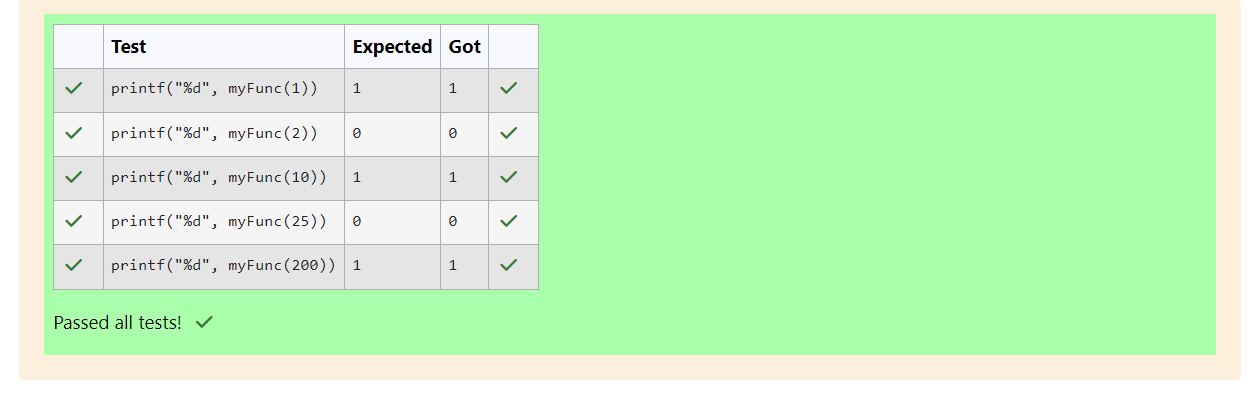 Test Expected Got
printf("%d", myFunc(1)) 1 1
printf("%d", myFunc(2)) 0 0
printf("%d", myFunc(10)) 1 1
printf("%d", myFunc(25)) 0 0
printf("%d", myFunc(200)) 1 1
Passed all tests!